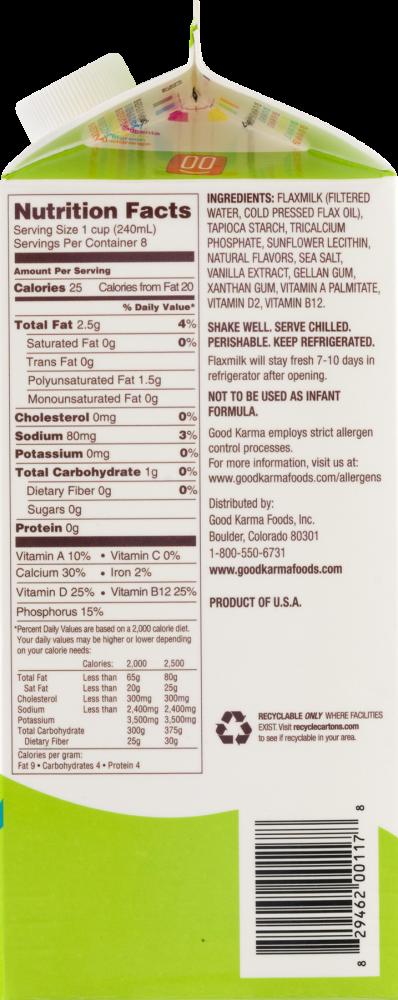 Nutrition Facts
Serving Size 1 cup (240mL)
Servings Per Container 8
Amount Per Serving
Calories 25 Calories from Fat 20
% Daily Value*
Total Fat 2.5g 4%
Saturated Fat 0g 0%
Trans Fat 0g
Polyunsaturated Fat 1.5g
Monounsaturated Fat 0g
Cholesterol 0mg 0%
Sodium 80mg 3%
Potassium 0mg 0%
Total Carbohydrate 1g 0%
Dietary Fiber 0g 0%
Sugars 0g
Protein 0g
Vitamin A 10% • Vitamin C 0%
Calcium 30% • Iron 2%
Vitamin D 25% • Vitamin B12 25%
Phosphorus 15%
*Percent Daily Values are based on a 2,000 calorie diet.
Your daily values may be higher or lower depending
on your calorie needs:
Calories: 2,000 2,500
Total Fat Less than 65g 80g
Sat Fat Less than 20g 25g
Cholesterol Less than 300mg 300mg
Sodium Less than 2,400mg 2,400mg
Potassium 3,500mg 3,500mg
Total Carbohydrate 300g 375g
Dietary Fiber 25g 30g
Calories per gram:
Fat 9 • Carbohydrates 4 • Protein 4
INGREDIENTS: FLAXMILK (FILTERED
WATER, COLD PRESSED FLAX OIL),
TAPIOCA STARCH, TRICALCIUM
PHOSPHATE, SUNFLOWER LECITHIN,
NATURAL FLAVORS, SEA SALT,
VANILLA EXTRACT, GELLAN GUM,
XANTHAN GUM, VITAMIN A PALMITATE,
VITAMIN D2, VITAMIN B12.
SHAKE WELL. SERVE CHILLED.
PERISHABLE. KEEP REFRIGERATED.
Flaxmilk will stay fresh 7-10 days in
refrigerator after opening.
NOT TO BE USED AS INFANT
FORMULA.
Good Karma employs strict allergen
control processes.
For more information, visit us at:
www.goodkarmafoods.com/allergens
Distributed by:
Good Karma Foods, Inc.
Boulder, Colorado 80301
1-800-550-6731
www.goodkarmafoods.com
PRODUCT OF U.S.A.
RECYCLABLE ONLY WHERE FACILITIES
EXIST. Visit recyclecartons.com
to see if recyclable in your area.
8 29462 00117 8